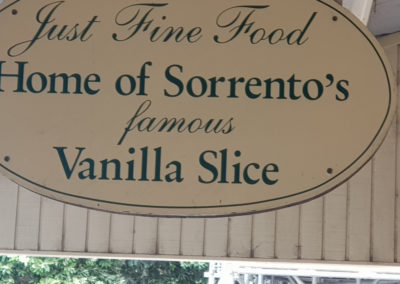 Just Fine Food
Home of Sorrento's
famous
Vanilla Slice